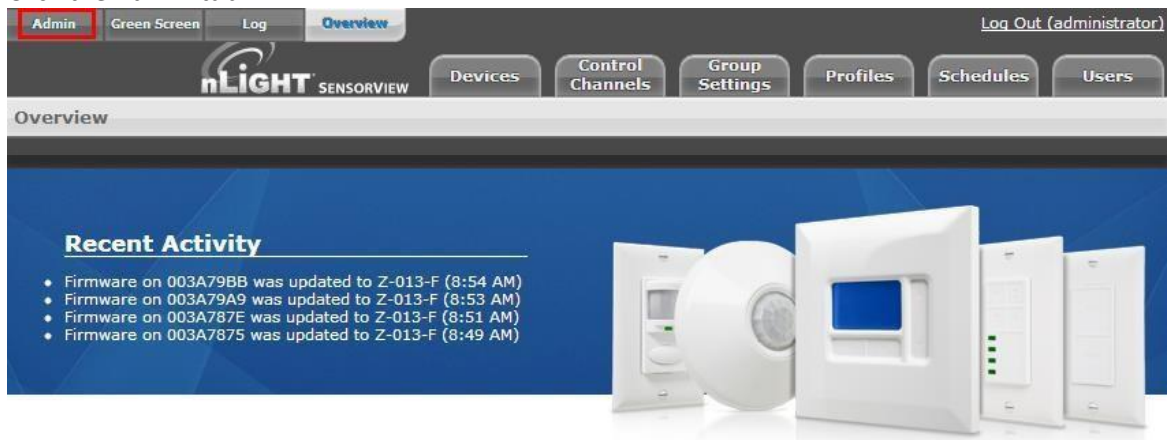 Admin Green Screen Log Overview Log Out (administrator)
nLIGHT SENSORVIEW Devices Control Channels Group Settings Profiles Schedules Users
Overview
Recent Activity
• Firmware on 003A79BB was updated to Z-013-F (8:54 AM)
• Firmware on 003A79A9 was updated to Z-013-F (8:53 AM)
• Firmware on 003A787E was updated to Z-013-F (8:51 AM)
• Firmware on 003A7875 was updated to Z-013-F (8:49 AM)